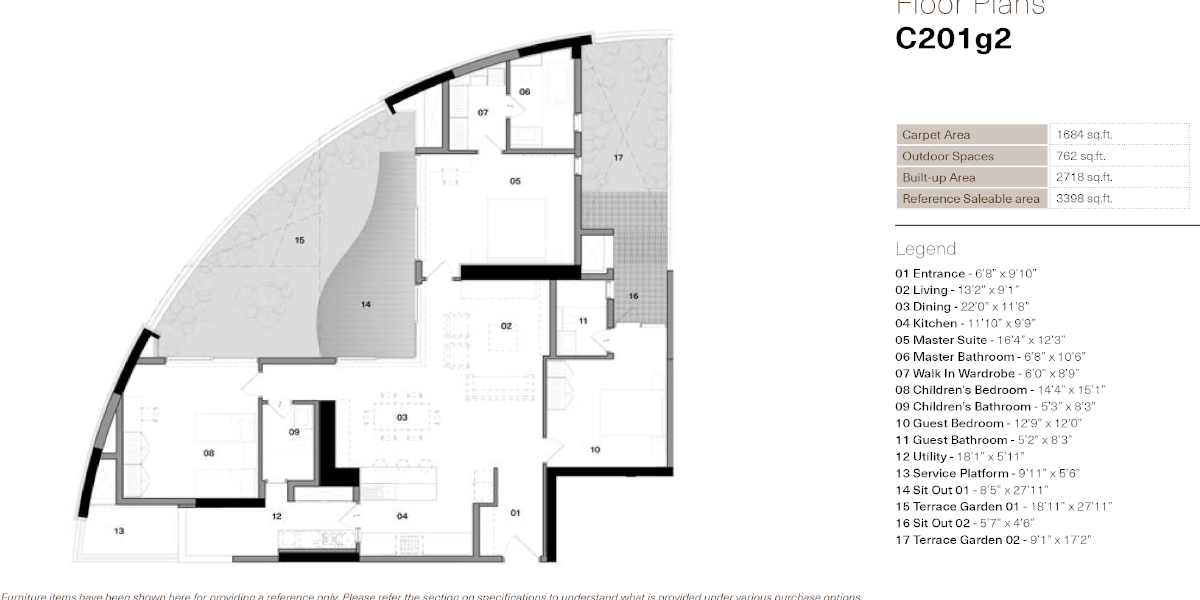 Floor Plans
C201g2
Carpet Area 1684 sq.ft.
Outdoor Spaces 762 sq.ft.
Built-up Area 2718 sq.ft.
Reference Saleable area 3398 sq.ft.
Legend
01 Entrance - 6'8" x 9'10"
02 Living - 13'2" x 9'1"
03 Dining - 22'0" x 11'8"
04 Kitchen - 11'10" x 9'9"
05 Master Suite - 16'4" x 12'3"
06 Master Bathroom - 6'8" x 10'6"
07 Walk In Wardrobe - 6'0" x 8'9"
08 Children's Bedroom - 14'4" x 15'1"
09 Children's Bathroom - 5'3" x 8'3"
10 Guest Bedroom - 12'9" x 12'0"
11 Guest Bathroom - 5'2" x 8'3"
12 Utility - 18'1" x 5'11"
13 Service Platform - 9'11" x 5'6"
14 Sit Out 01 - 8'5" x 27'11"
15 Terrace Garden 01 - 18'11" x 27'11"
16 Sit Out 02 - 5'7" x 4'6"
17 Terrace Garden 02 - 9'1" x 17'2"
06
07
17
05
15
16
14
11
02
03
09
10
08
01
12
04
13
Furniture items have been shown here for providing a reference only. Please refer the section on specifications to understand what is provided under various purchase options.